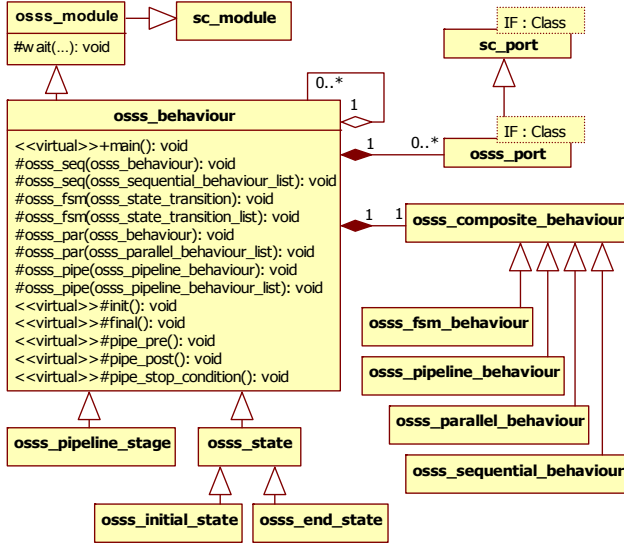 osss_module
#wait(...): void
sc_module
IF : Class
sc_port
0..*
1
osss_behaviour
<<virtual>>+main(): void
#osss_seq(osss_behaviour): void
#osss_seq(osss_sequential_behaviour_list): void
#osss_fsm(osss_state_transition): void
#osss_fsm(osss_state_transition_list): void
#osss_par(osss_behaviour): void
#osss_par(osss_parallel_behaviour_list): void
#osss_pipe(osss_pipeline_behaviour): void
#osss_pipe(osss_pipeline_behaviour_list): void
<<virtual>>#init(): void
<<virtual>>#final(): void
<<virtual>>#pipe_pre(): void
<<virtual>>#pipe_post(): void
<<virtual>>#pipe_stop_condition(): void
1
0..*
IF : Class
osss_port
1
1
osss_composite_behaviour
osss_fsm_behaviour
osss_pipeline_behaviour
osss_parallel_behaviour
osss_sequential_behaviour
osss_pipeline_stage
osss_state
osss_initial_state
osss_end_state